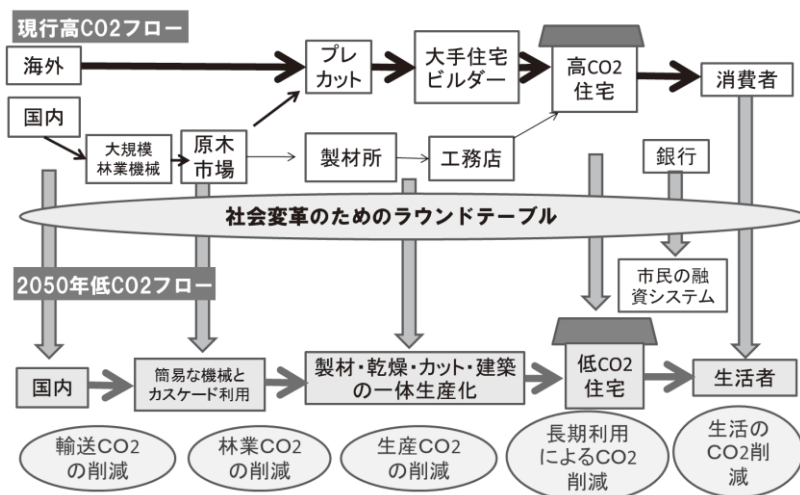 現行高CO2フロー
海外
プレ
カット
大手住宅
ビルダー
高CO2
住宅
消費者
国内
大規模
林業機械
原木
市場
製材所
工務店
銀行
社会変革のためのラウンドテーブル
市民の融
資システム
2050年低CO2フロー
国内
簡易な機械と
カスケード利用
製材・乾燥・カット・建築
の一体生産化
低CO2
住宅
生活者
輸送CO2
の削減
林業CO2
の削減
生産CO2
の削減
長期利用
によるCO2
削減
生活の
CO2削
減